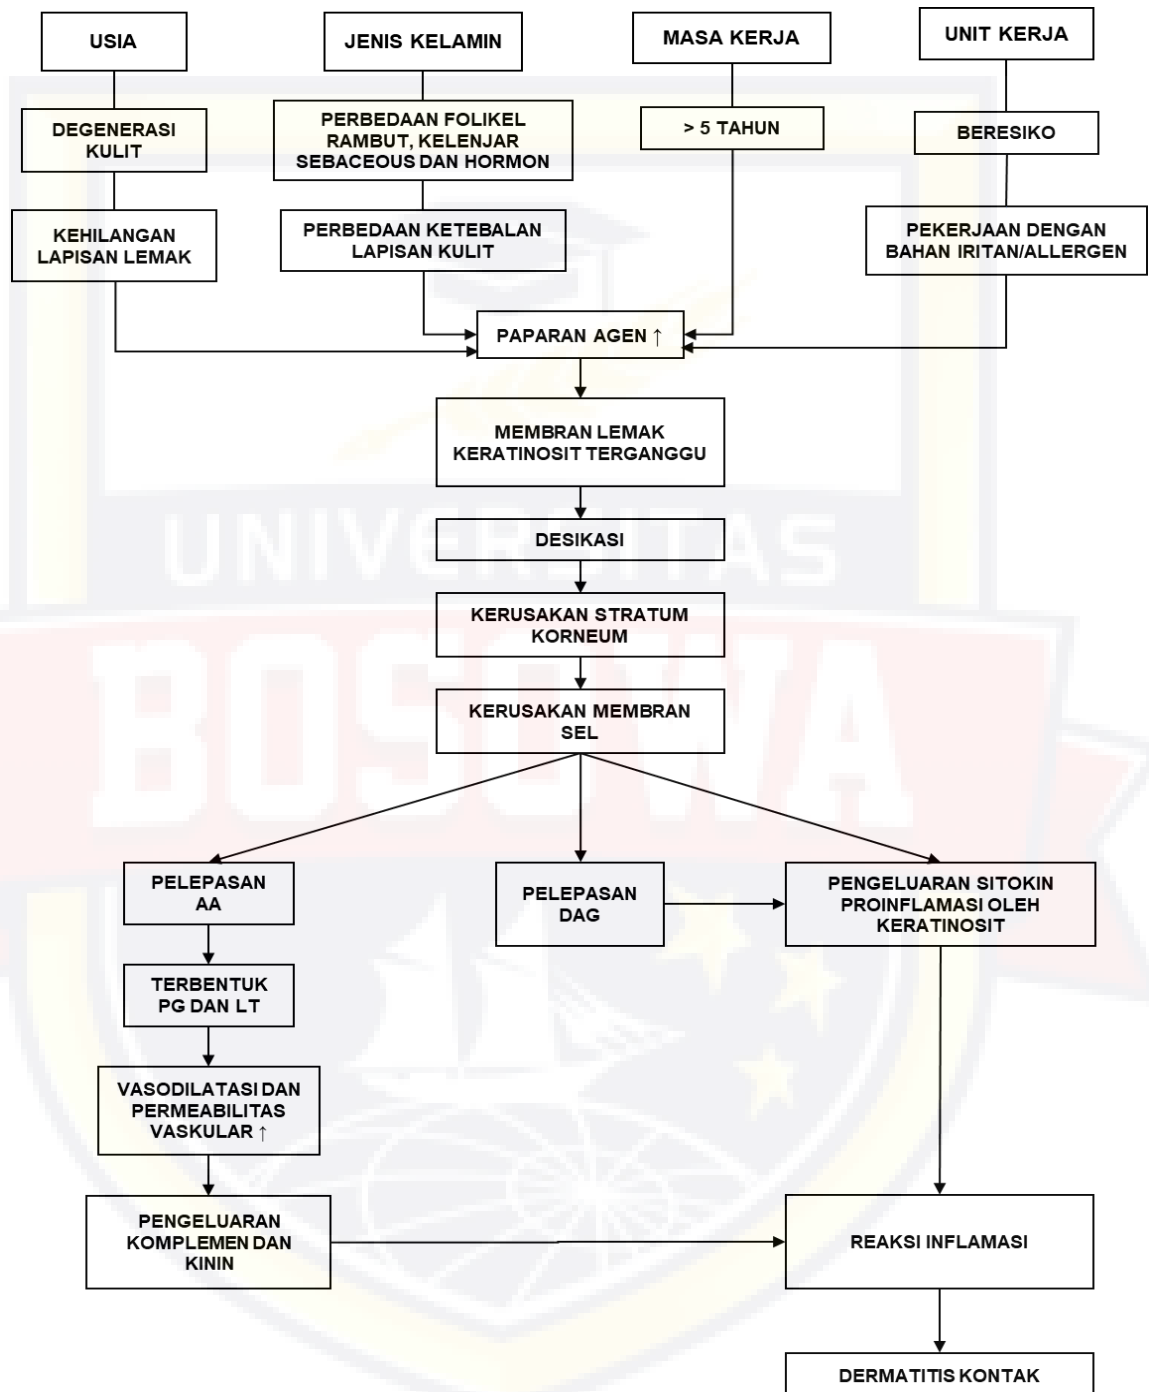 USIA
JENIS KELAMIN
MASA KERJA
UNIT KERJA
DEGENERASI
KULIT
PERBEDAAN FOLIKEL
RAMBUT, KELENJAR
SEBACEOUS DAN HORMON
> 5 TAHUN
BERESIKO
KEHILANGAN
LAPISAN LEMAK
PERBEDAAN KETEBALAN
LAPISAN KULIT
PEKERJAAN DENGAN
BAHAN IRITAN/ALLERGEN
PAPARAN AGEN ↑
MEMBRAN LEMAK
KERATINOSIT TERGANGGU
UNIVERSITAS
DESIKASI
KERUSAKAN STRATUM
KORNEUM
BOSOWA
KERUSAKAN MEMBRAN
SEL
PELEPASAN
AA
PELEPASAN
DAG
PENGELUARAN SITOKIN
PROINFLAMASI OLEH
KERATINOSIT
TERBENTUK
PG DAN LT
VASODILATASI DAN
PERMEABILITAS
VASKULAR ↑
PENGELUARAN
KOMPLEMEN DAN
KININ
REAKSI INFLAMASI
DERMATITIS KONTAK